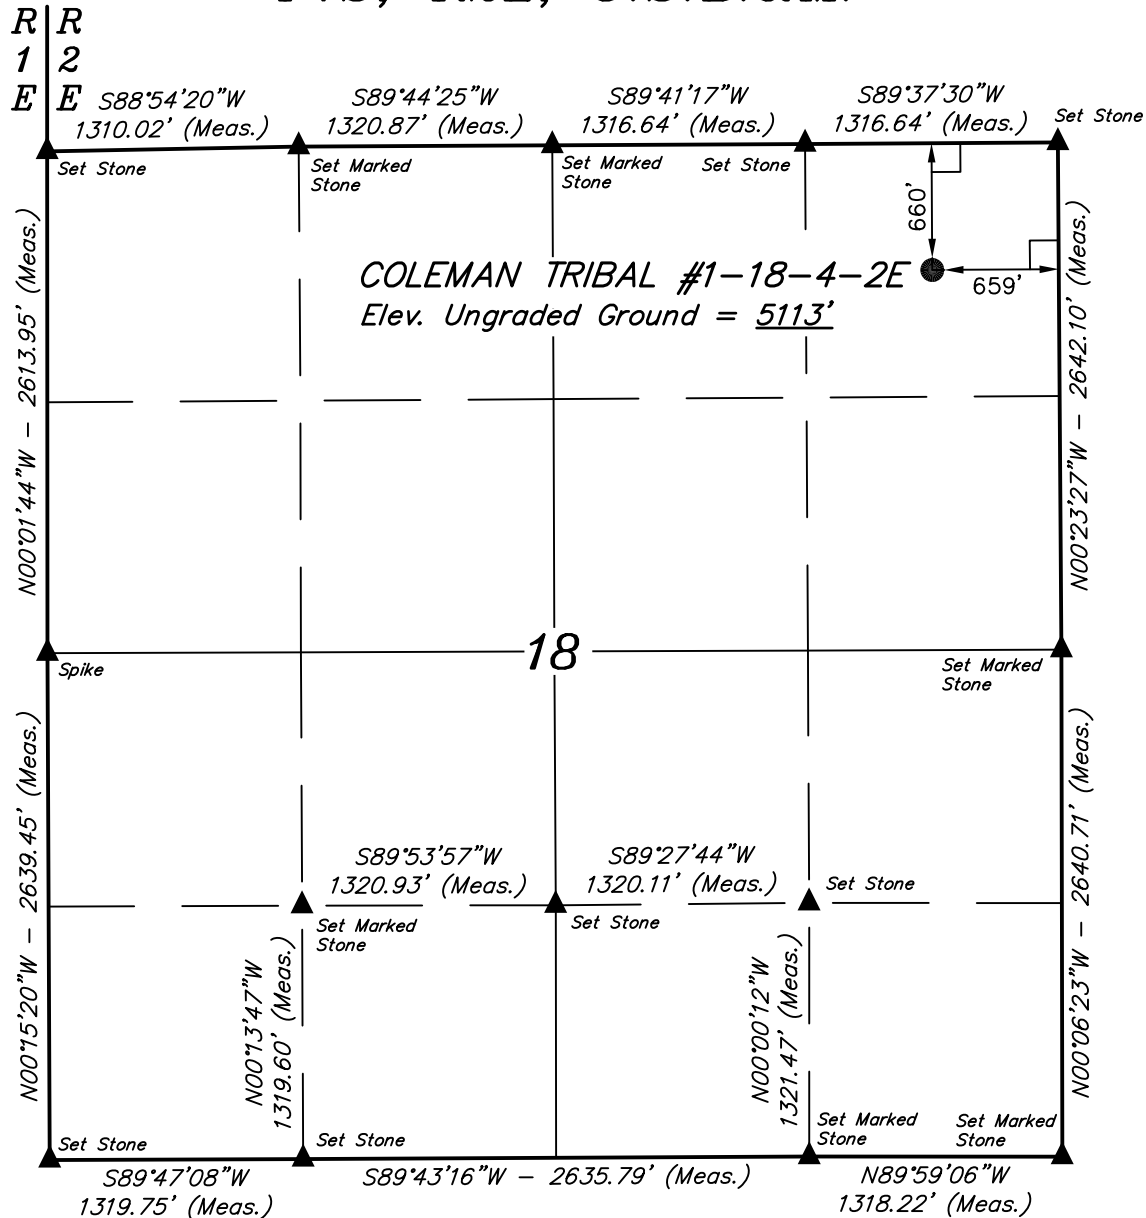 R R
1 2
E E
S88°54'20"W
1310.02' (Meas.)
S89°44'25"W
1320.87' (Meas.)
S89°41'17"W
1316.64' (Meas.)
S89°37'30"W
1316.64' (Meas.)
Set Stone
Set Stone
Set Marked
Stone
Set Marked
Stone
Set Stone
660'
659'
COLEMAN TRIBAL #1-18-4-2E
Elev. Ungraded Ground = 5113'
N00°01'44"W - 2613.95' (Meas.)
N00°23'27"W - 2642.10' (Meas.)
18
Spike
Set Marked
Stone
N00°15'20"W - 2639.45' (Meas.)
N00°06'23"W - 2640.71' (Meas.)
S89°53'57"W
1320.93' (Meas.)
S89°27'44"W
1320.11' (Meas.)
Set Stone
Set Marked
Stone
Set Stone
N00°13'47"W
1319.60' (Meas.)
N00°00'12"W
1321.47' (Meas.)
Set Stone
Set Stone
Set Marked
Stone
Set Marked
Stone
S89°47'08"W
1319.75' (Meas.)
S89°43'16"W - 2635.79' (Meas.)
N89°59'06"W
1318.22' (Meas.)